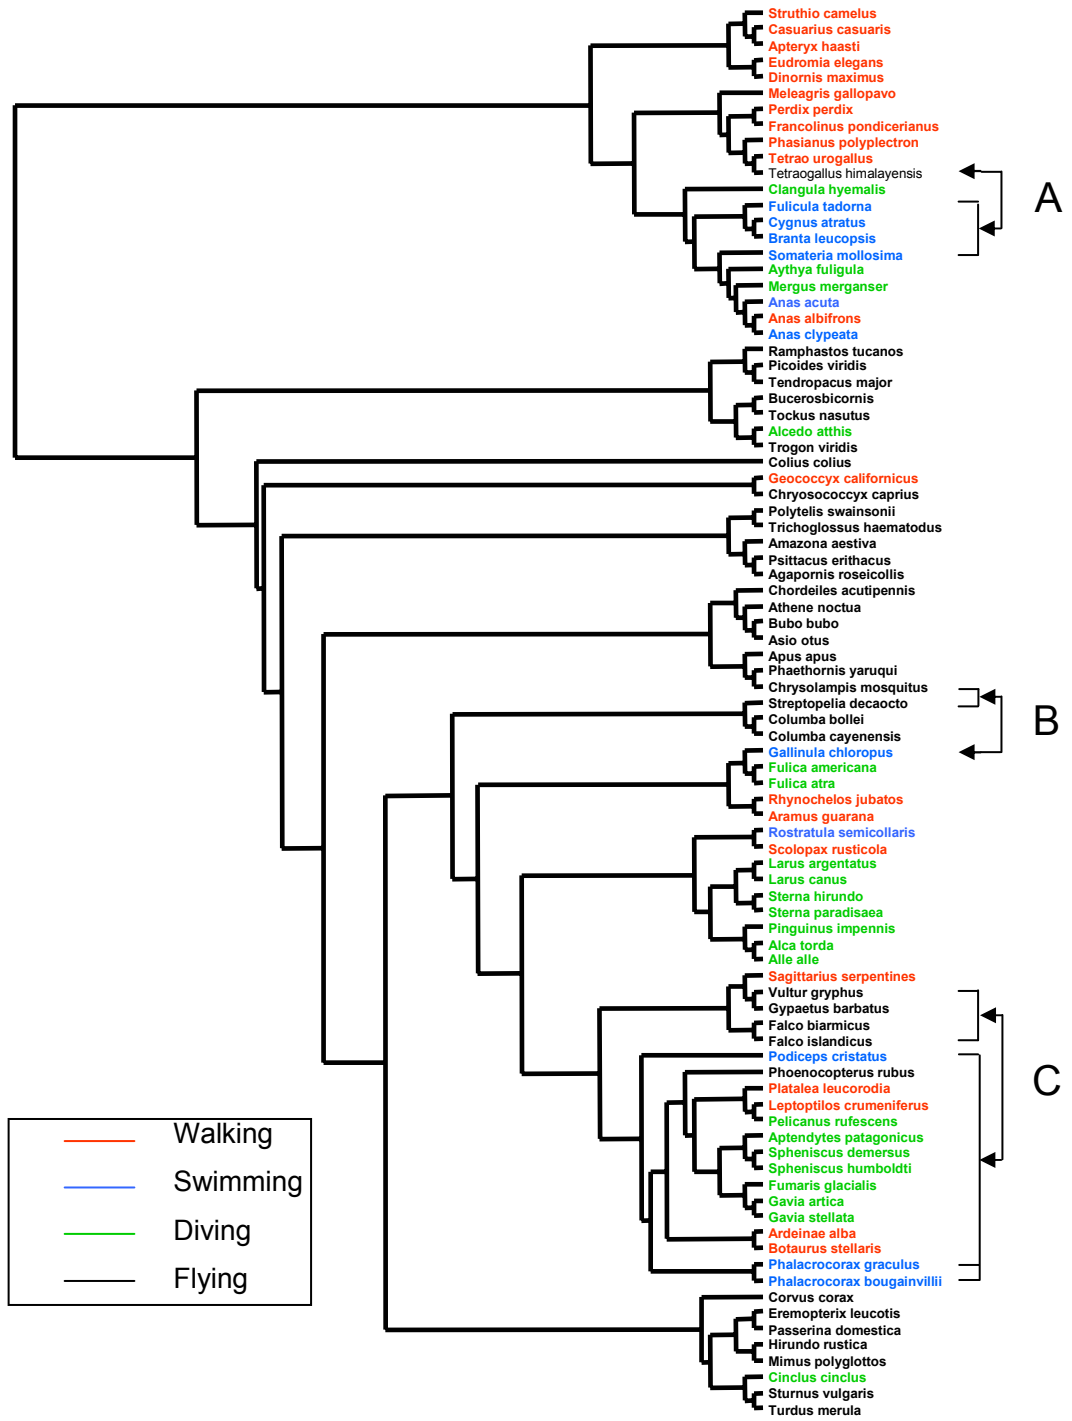 Struthio camelus
Casuarius casuaris
Apteryx haasti
Eudromia elegans
Dinornis maximus
Meleagris gallopavo
Perdix perdix
Francolinus pondicerianus
Phasianus polyplectron
Tetrao urogallus
Tetraogallus himalayensis
A
Clangula hyemalis
Fulicula tadorna
Cygnus atratus
Branta leucopsis
Somateria mollosima
Aythya fuligula
Mergus merganser
Anas acuta
Anas albifrons
Anas clypeata
Ramphastos tucanos
Picoides viridis
Tendropacus major
Bucerosbicornis
Tockus nasutus
Alcedo atthis
Trogon viridis
Colius colius
Geococcyx californicus
Chryosococcyx caprius
Polytelis swainsonii
Trichoglossus haematodus
Amazona aestiva
Psittacus erithacus
Agapornis roseicollis
Chordeiles acutipennis
Athene noctua
Bubo bubo
Asio otus
Apus apus
Phaethornis yaruqui
Chrysolampis mosquitus
Streptopelia decaocto
Columba bollei
B
Columba cayenensis
Gallinula chloropus
Fulica americana
Fulica atra
Rhynochelos jubatos
Aramus guarana
Rostratula semicollaris
Scolopax rusticola
Larus argentatus
Larus canus
Sterna hirundo
Sterna paradisaea
Pinguinus impennis
Alca torda
Alle alle
Sagittarius serpentines
Vultur gryphus
Gypaetus barbatus
Falco biarmicus
Falco islandicus
Podiceps cristatus
Phoenocopterus rubus
C
Platalea leucorodia
Leptoptilos crumeniferus
Pelicanus rufescens
Aptendytes patagonicus
Spheniscus demersus
Spheniscus humboldti
Fumaris glacialis
Gavia artica
Gavia stellata
Ardeinae alba
Botaurus stellaris
Phalacrocorax graculus
Phalacrocorax bougainvillii
Corvus corax
Eremopterix leucotis
Passerina domestica
Hirundo rustica
Mimus polyglottos
Cinclus cinclus
Sturnus vulgaris
Turdus merula
Walking
Swimming
Diving
Flying